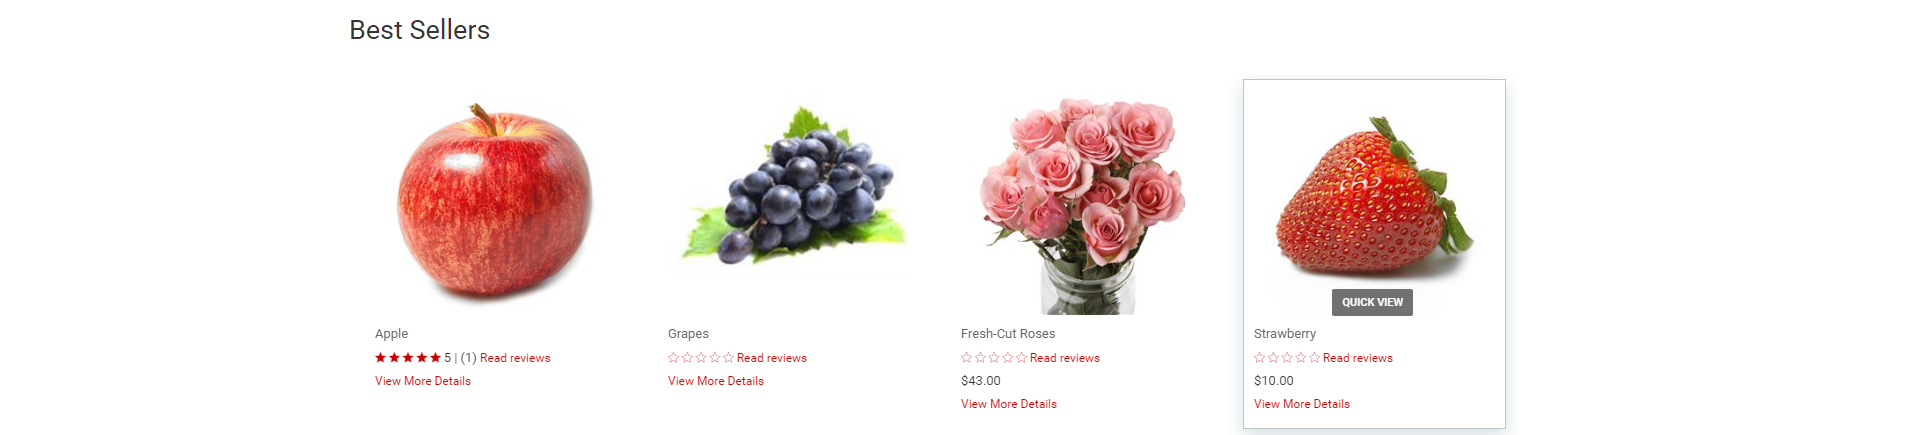 Best Sellers
QUICK VIEW
Apple
5 | (1) Read reviews
View More Details
Grapes
Read reviews
View More Details
Fresh-Cut Roses
Read reviews
$43.00
View More Details
Strawberry
Read reviews
$10.00
View More Details